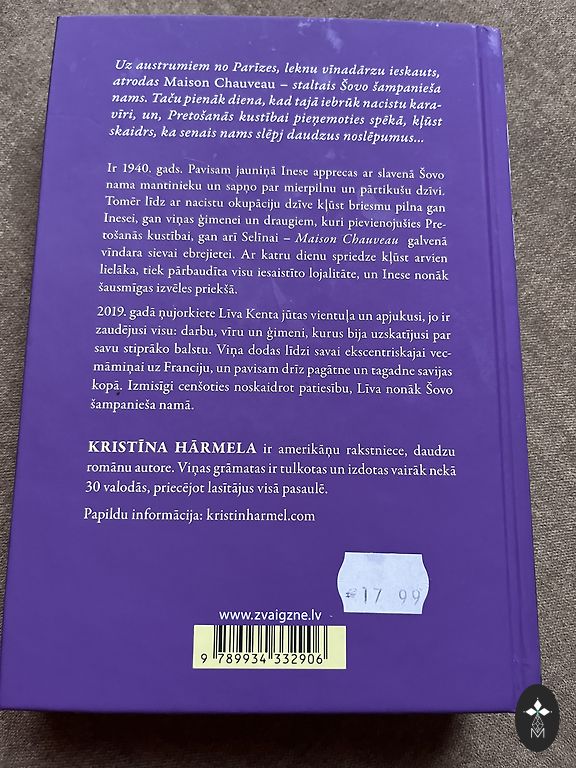 Uz austrumiem no Parīzes, leknu vīnadārzu ieskauts,
atrodas Maison Chauveau – staltais Šovo šampanieša
nams. Taču pienāk diena, kad tajā iebrūk nacistu kara-
vīri, un, Pretošanās kustībai pieņemoties spēkā, kļūst
skaidrs, ka senais nams slēpj daudzus noslēpumus...
Ir 1940. gads. Pavisam jauniņā Inese apprecas ar slavenā Šovo
nama mantinieku un sapņo par mierpilnu un pārtikušu dzīvi.
Tomēr līdz ar nacistu okupāciju dzīve kļūst briesmu pilna gan
Inesei, gan viņas ģimenei un draugiem, kuri pievienojušies Pre-
tošanās kustībai, gan arī Selīnai – Maison Chauveau galvenā
vīndara sievai ebrejietei. Ar katru dienu spriedze kļūst arvien
lielāka, tiek pārbaudīta visu iesaistīto lojalitāte, un Inese nonāk
šausmīgas izvēles priekšā.
2019. gadā ņujorkiete Līva Kenta jūtas vientuļa un apjukusi, jo ir
zaudējusi visu: darbu, vīru un ģimeni, kurus bija uzskatījusi par
savu stiprāko balstu. Viņa dodas līdzi savai ekscentriskajai vec-
māmiņai uz Franciju, un pavisam drīz pagātne un tagadne savijas
kopā. Izmisīgi cenšoties noskaidrot patiesību, Līva nonāk Šovo
šampanieša namā.
KRISTĪNA HĀRMELA ir amerikāņu rakstniece, daudzu
romānu autore. Viņas grāmatas ir tulkotas un izdotas vairāk nekā
30 valodās, priecējot lasītājus visā pasaulē.
Papildu informācija: kristinharmel.com
€17 99
www.zvaigzne.lv
9 789934 332906
M